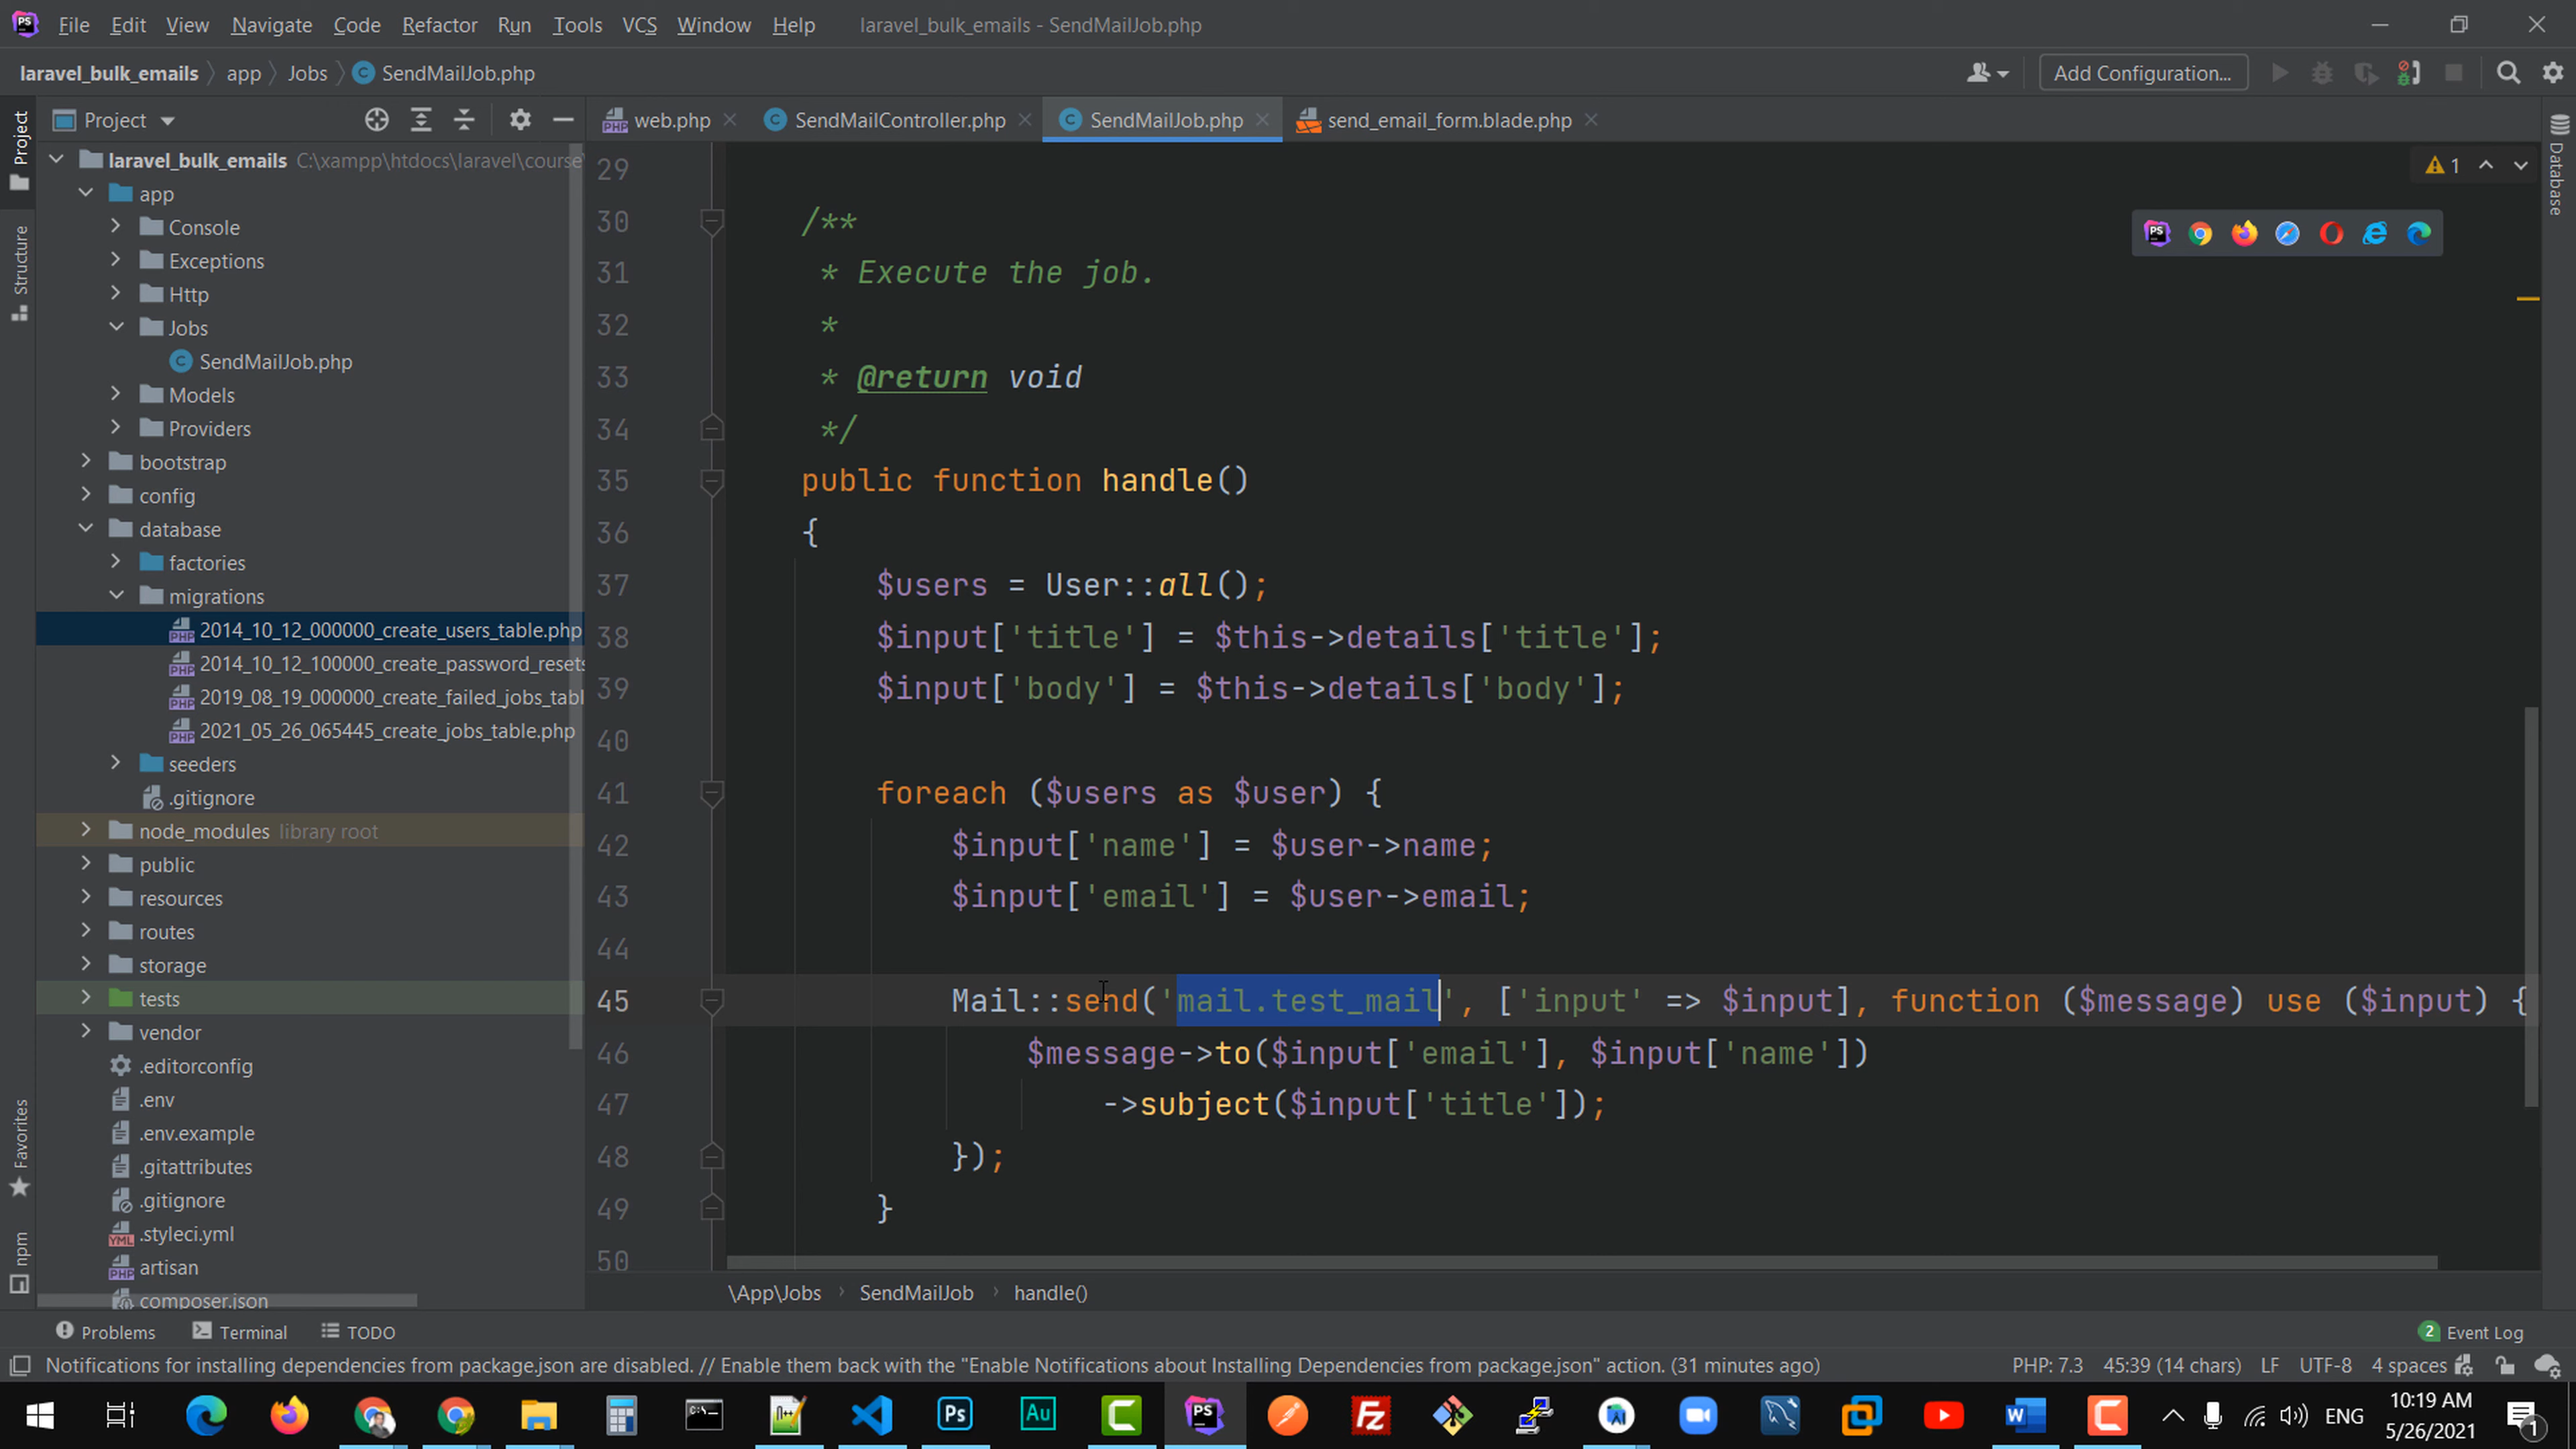 File Edit View Navigate Code Refactor Run Tools VCS Window Help laravel_bulk_emails - SendMailJob.php
laravel_bulk_emails app Jobs SendMailJob.php Add Configuration...
Project web.php SendMailController.php SendMailJob.php send_email_form.blade.php
Project
Structure
Favorites
npm
Database
laravel_bulk_emails C:\xampp\htdocs\laravel\course
app
Console
Exceptions
Http
Jobs
SendMailJob.php
Models
Providers
bootstrap
config
database
factories
migrations
2014_10_12_000000_create_users_table.php
2014_10_12_100000_create_password_resets
2019_08_19_000000_create_failed_jobs_tabl
2021_05_26_065445_create_jobs_table.php
seeders
.gitignore
node_modules library root
public
resources
routes
storage
tests
vendor
.editorconfig
.env
.env.example
.gitattributes
.gitignore
.styleci.yml
artisan
composer.json
1
29
30 /**
31 * Execute the job.
32 *
33 * @return void
34 */
35 public function handle()
36 {
37 $users = User::all();
38 $input['title'] = $this->details['title'];
39 $input['body'] = $this->details['body'];
40
41 foreach ($users as $user) {
42 $input['name'] = $user->name;
43 $input['email'] = $user->email;
44
45 Mail::send('mail.test_mail', ['input' => $input], function ($message) use ($input) {
46 $message->to($input['email'], $input['name'])
47 ->subject($input['title']);
48 });
49 }
50
\App\Jobs SendMailJob handle()
Problems Terminal TODO 2 Event Log
Notifications for installing dependencies from package.json are disabled. // Enable them back with the "Enable Notifications about Installing Dependencies from package.json" action. (31 minutes ago) PHP: 7.3 45:39 (14 chars) LF UTF-8 4 spaces
ENG 10:19 AM
5/26/2021 1